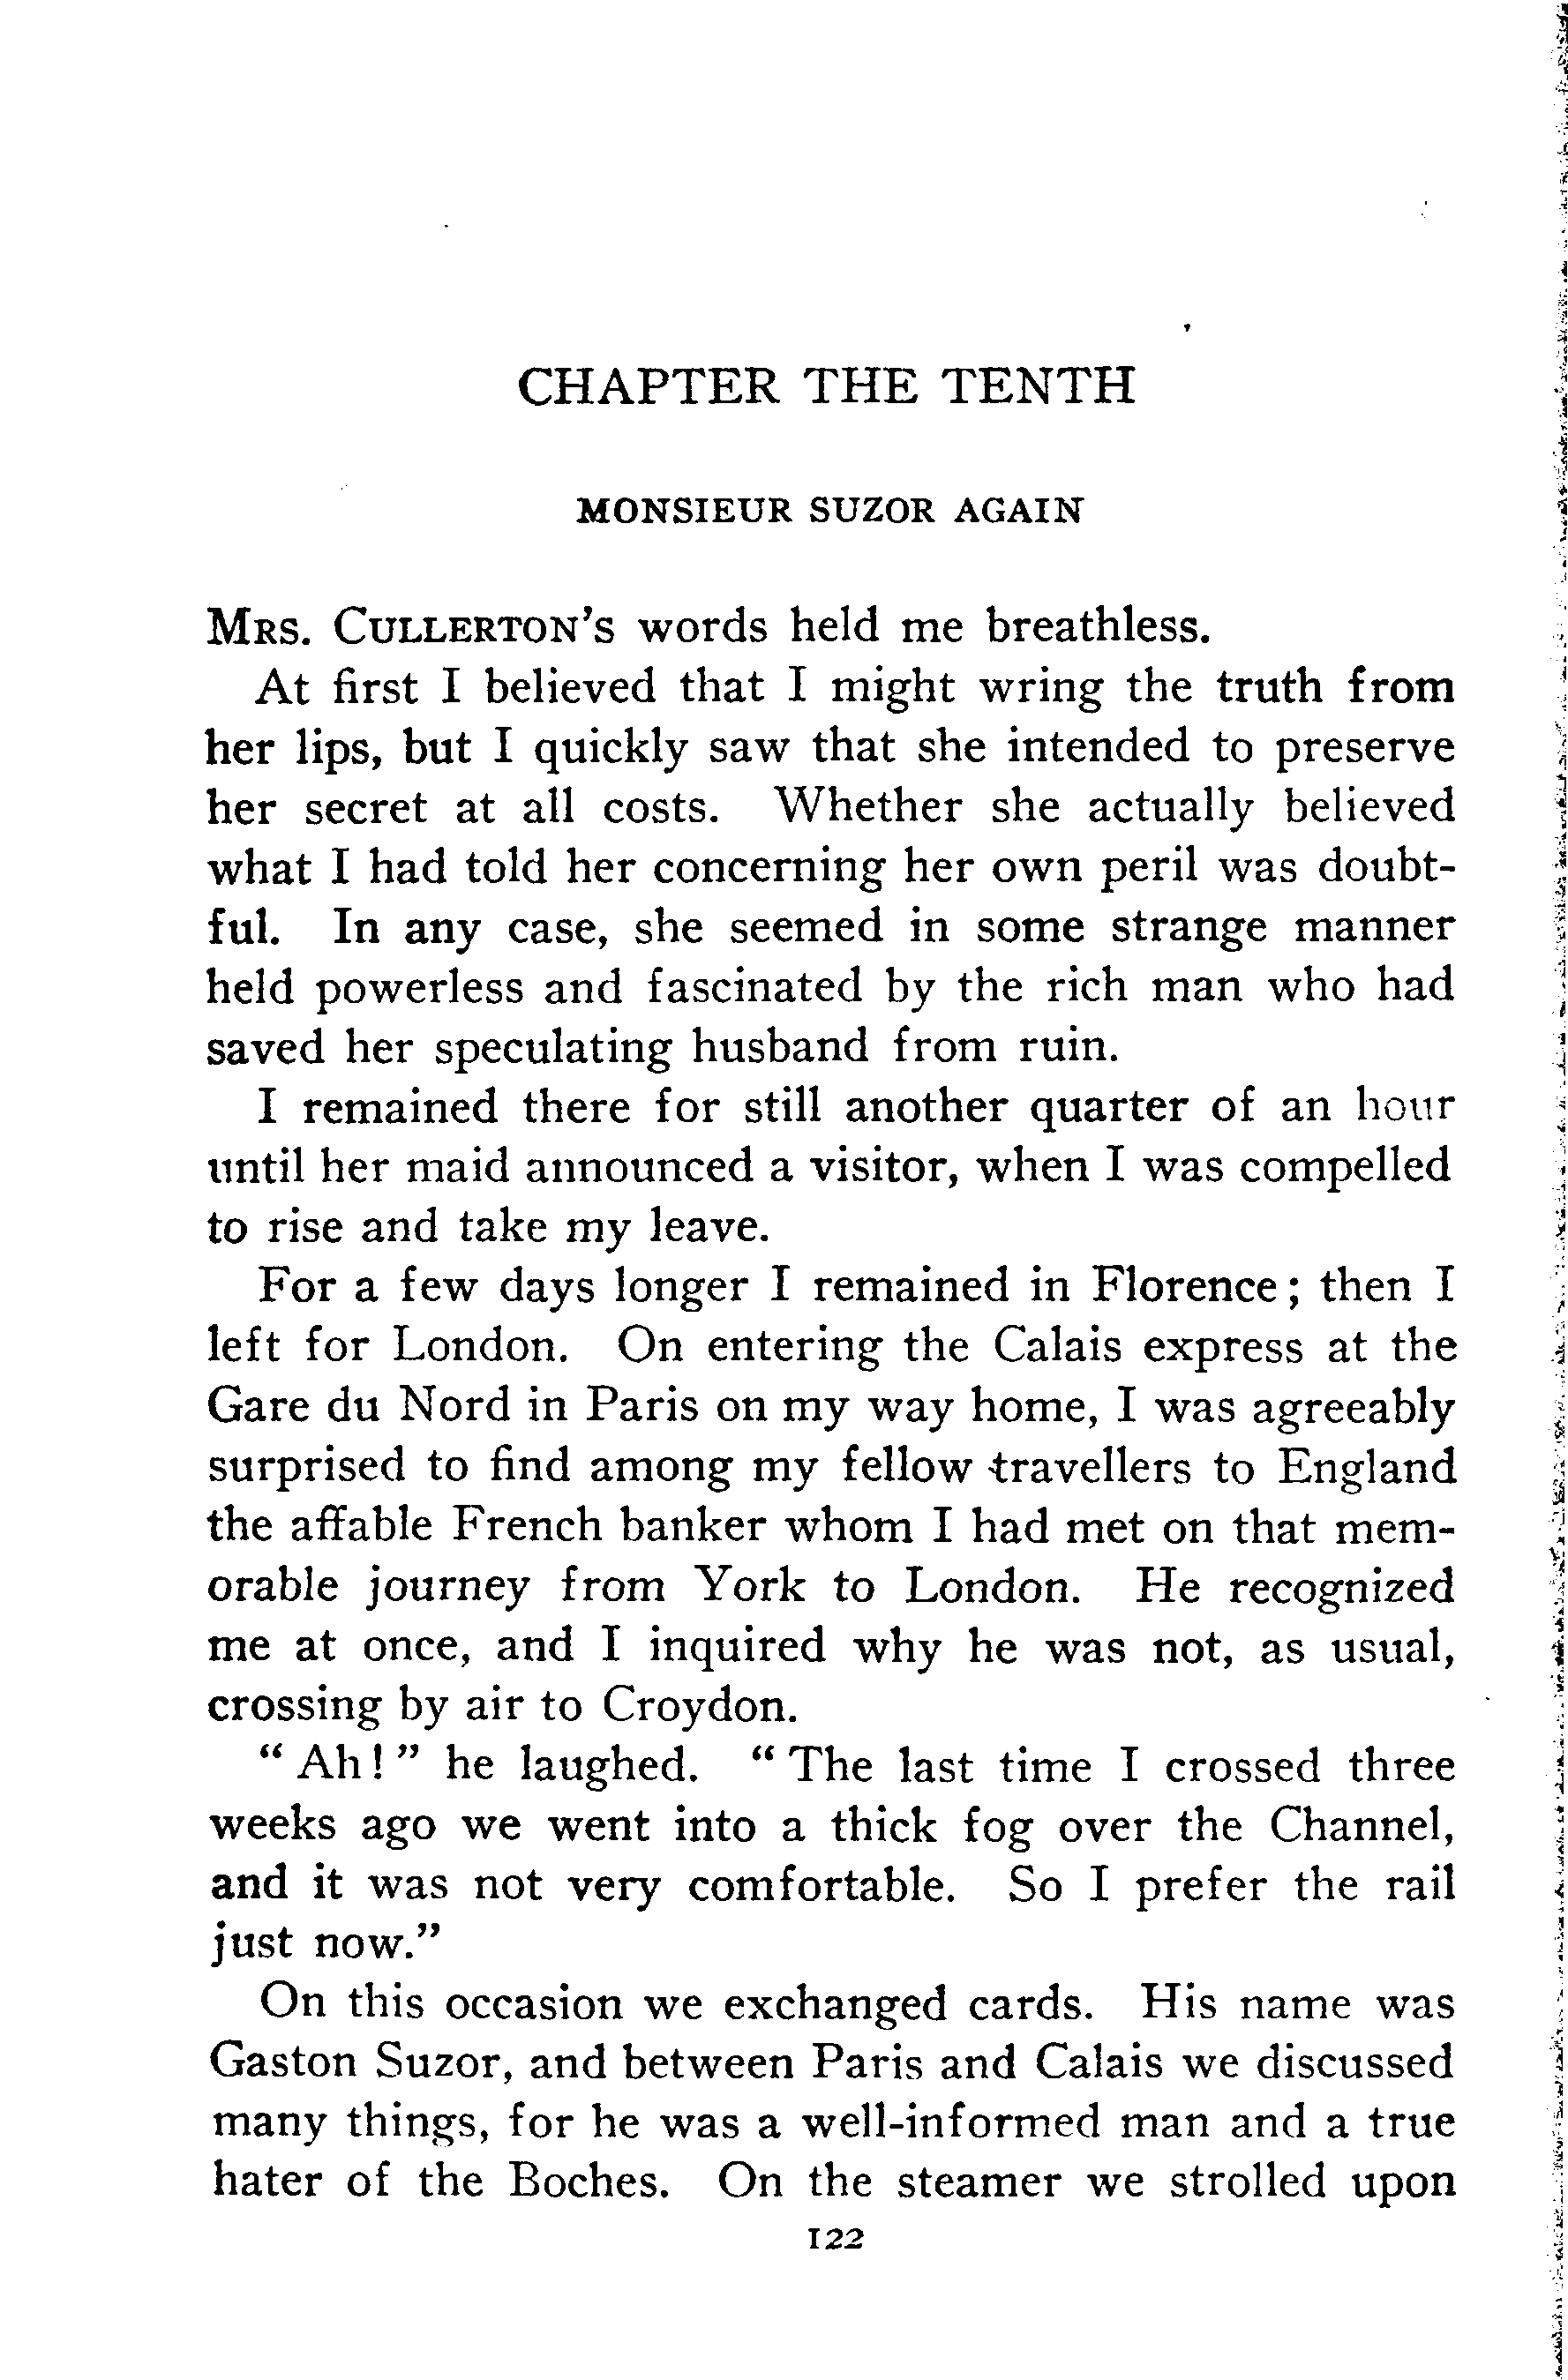 CHAPTER THE TENTH
MONSIEUR SUZOR AGAIN
MRS. CULLERTON'S words held me breathless.
At first I believed that I might wring the truth from
her lips, but I quickly saw that she intended to preserve
her secret at all costs. Whether she actually believed
what I had told her concerning her own peril was doubt-
ful. In any case, she seemed in some strange manner
held powerless and fascinated by the rich man who had
saved her speculating husband from ruin.
I remained there for still another quarter of an hour
until her maid announced a visitor, when I was compelled
to rise and take my leave.
For a few days longer I remained in Florence; then I
left for London. On entering the Calais express at the
Gare du Nord in Paris on my way home, I was agreeably
surprised to find among my fellow travellers to England
the affable French banker whom I had met on that mem-
orable journey from York to London. He recognized
me at once, and I inquired why he was not, as usual,
crossing by air to Croydon.
“ Ah! ” he laughed. “ The last time I crossed three
weeks ago we went into a thick fog over the Channel,
and it was not very comfortable. So I prefer the rail
just now.”
On this occasion we exchanged cards. His name was
Gaston Suzor, and between Paris and Calais we discussed
many things, for he was a well-informed man and a true
hater of the Boches. On the steamer we strolled upon
122